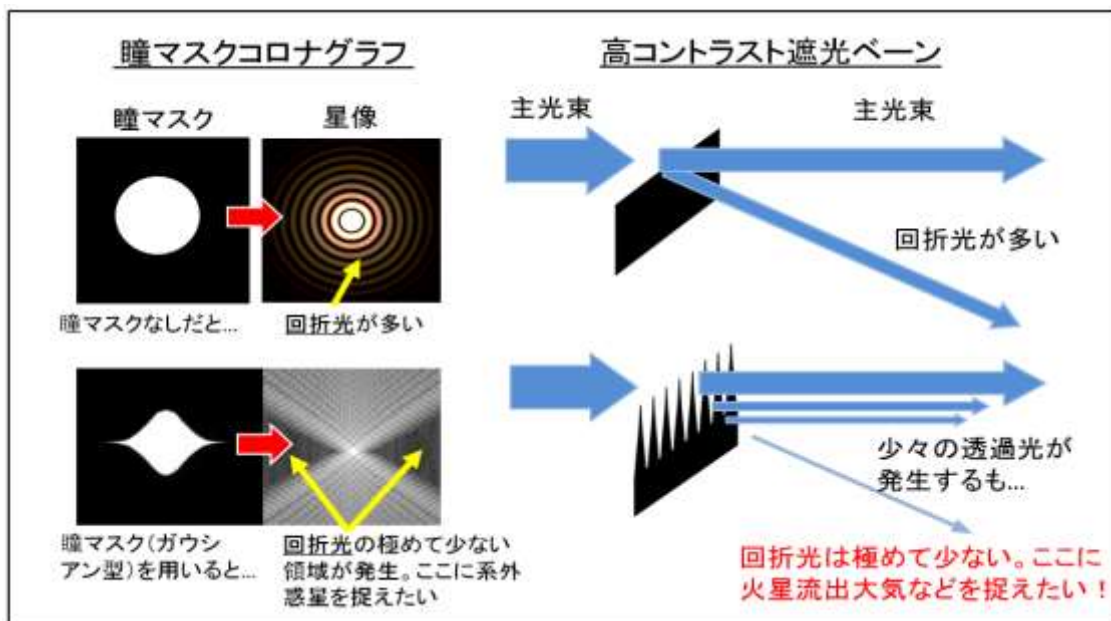 瞳マスクコロナグラフ
瞳マスク
星像
瞳マスクなしだと...
回折光が多い
瞳マスク(ガウシ
アン型)を用いると...
回折光の極めて少ない
領域が発生。ここに系外
惑星を捉えたい
高コントラスト遮光ベーン
主光束
主光束
回折光が多い
少々の透過光が
発生するも...
回折光は極めて少ない。ここに
火星流出大気などを捉えたい!